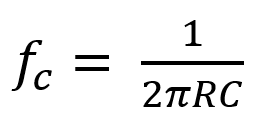 f_c = 1/(2πRC)